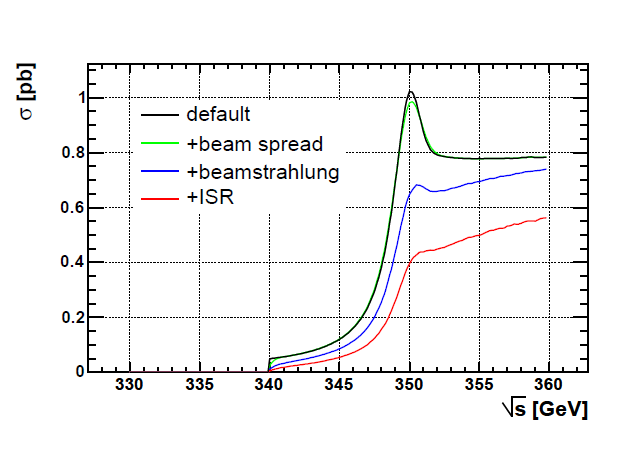 σ [pb]
1
0.8
0.6
0.4
0.2
0
default
+beam spread
+beamstrahlung
+ISR
330 335 340 345 350 355 360
√s [GeV]